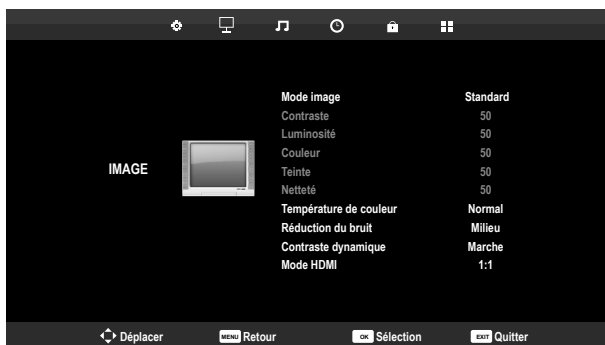 Mode image Standard
Contraste 50
Luminosité 50
Couleur 50
IMAGE
Teinte 50
Netteté 50
Température de couleur Normal
Réduction du bruit Milieu
Contraste dynamique Marche
Mode HDMI 1:1
Déplacer MENU Retour OK Sélection EXIT Quitter